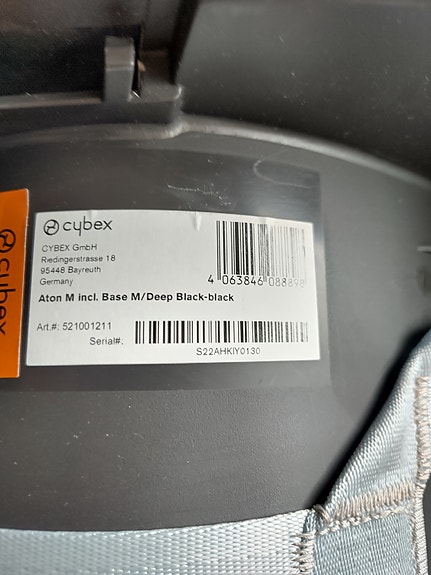 cybex
cybex
CYBEX GmbH
Riedingerstrasse 18
95448 Bayreuth
Germany
4 063846 088898
Aton M incl. Base M/Deep Black-black
Art.#: 521001211
Serial#:
S22AHKIY0130